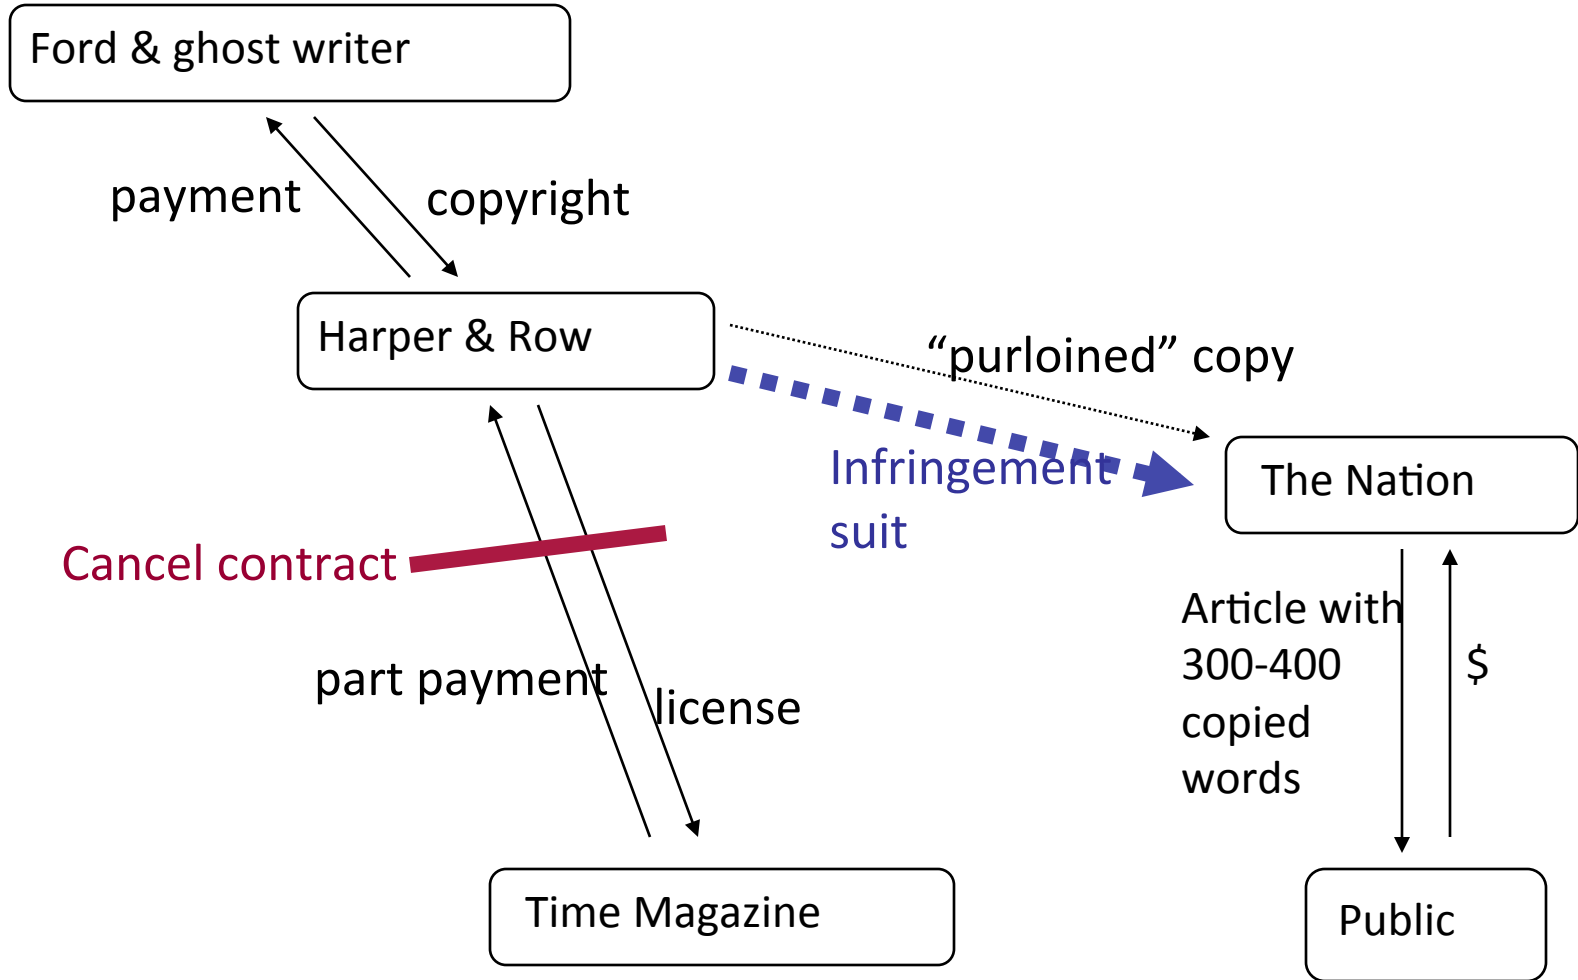 Ford & ghost writer
payment
copyright
Harper & Row
“purloined” copy
Infringement
suit
The Nation
Cancel contract
Article with
300-400
copied
words
$
part payment
license
Time Magazine
Public